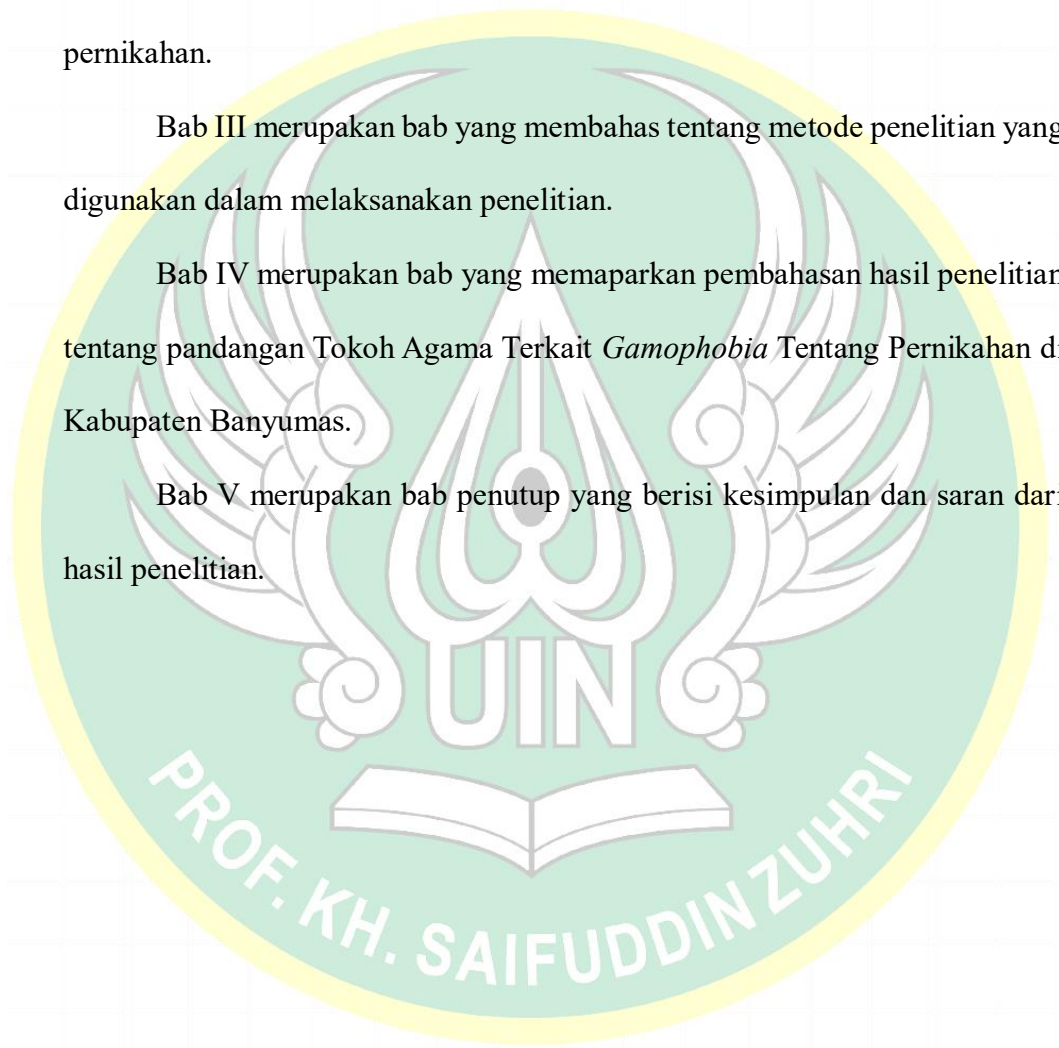 pernikahan.
Bab III merupakan bab yang membahas tentang metode penelitian yang
digunakan dalam melaksanakan penelitian.
Bab IV merupakan bab yang memaparkan pembahasan hasil penelitian
tentang pandangan Tokoh Agama Terkait Gamophobia Tentang Pernikahan di
Kabupaten Banyumas.
Bab V merupakan bab penutup yang berisi kesimpulan dan saran dari
hasil penelitian.
UIN
PROF. KH. SAIFUDDIN ZUHRI